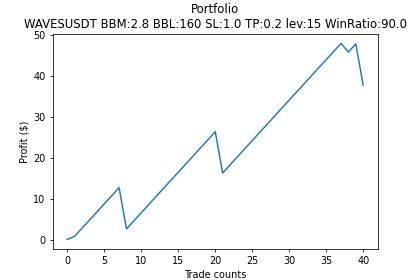 Portfolio
WAVESUSDT BBM:2.8 BBL:160 SL:1.0 TP:0.2 lev:15 WinRatio:90.0
50
40
30
20
10
0
Profit ($)
0 5 10 15 20 25 30 35 40
Trade counts